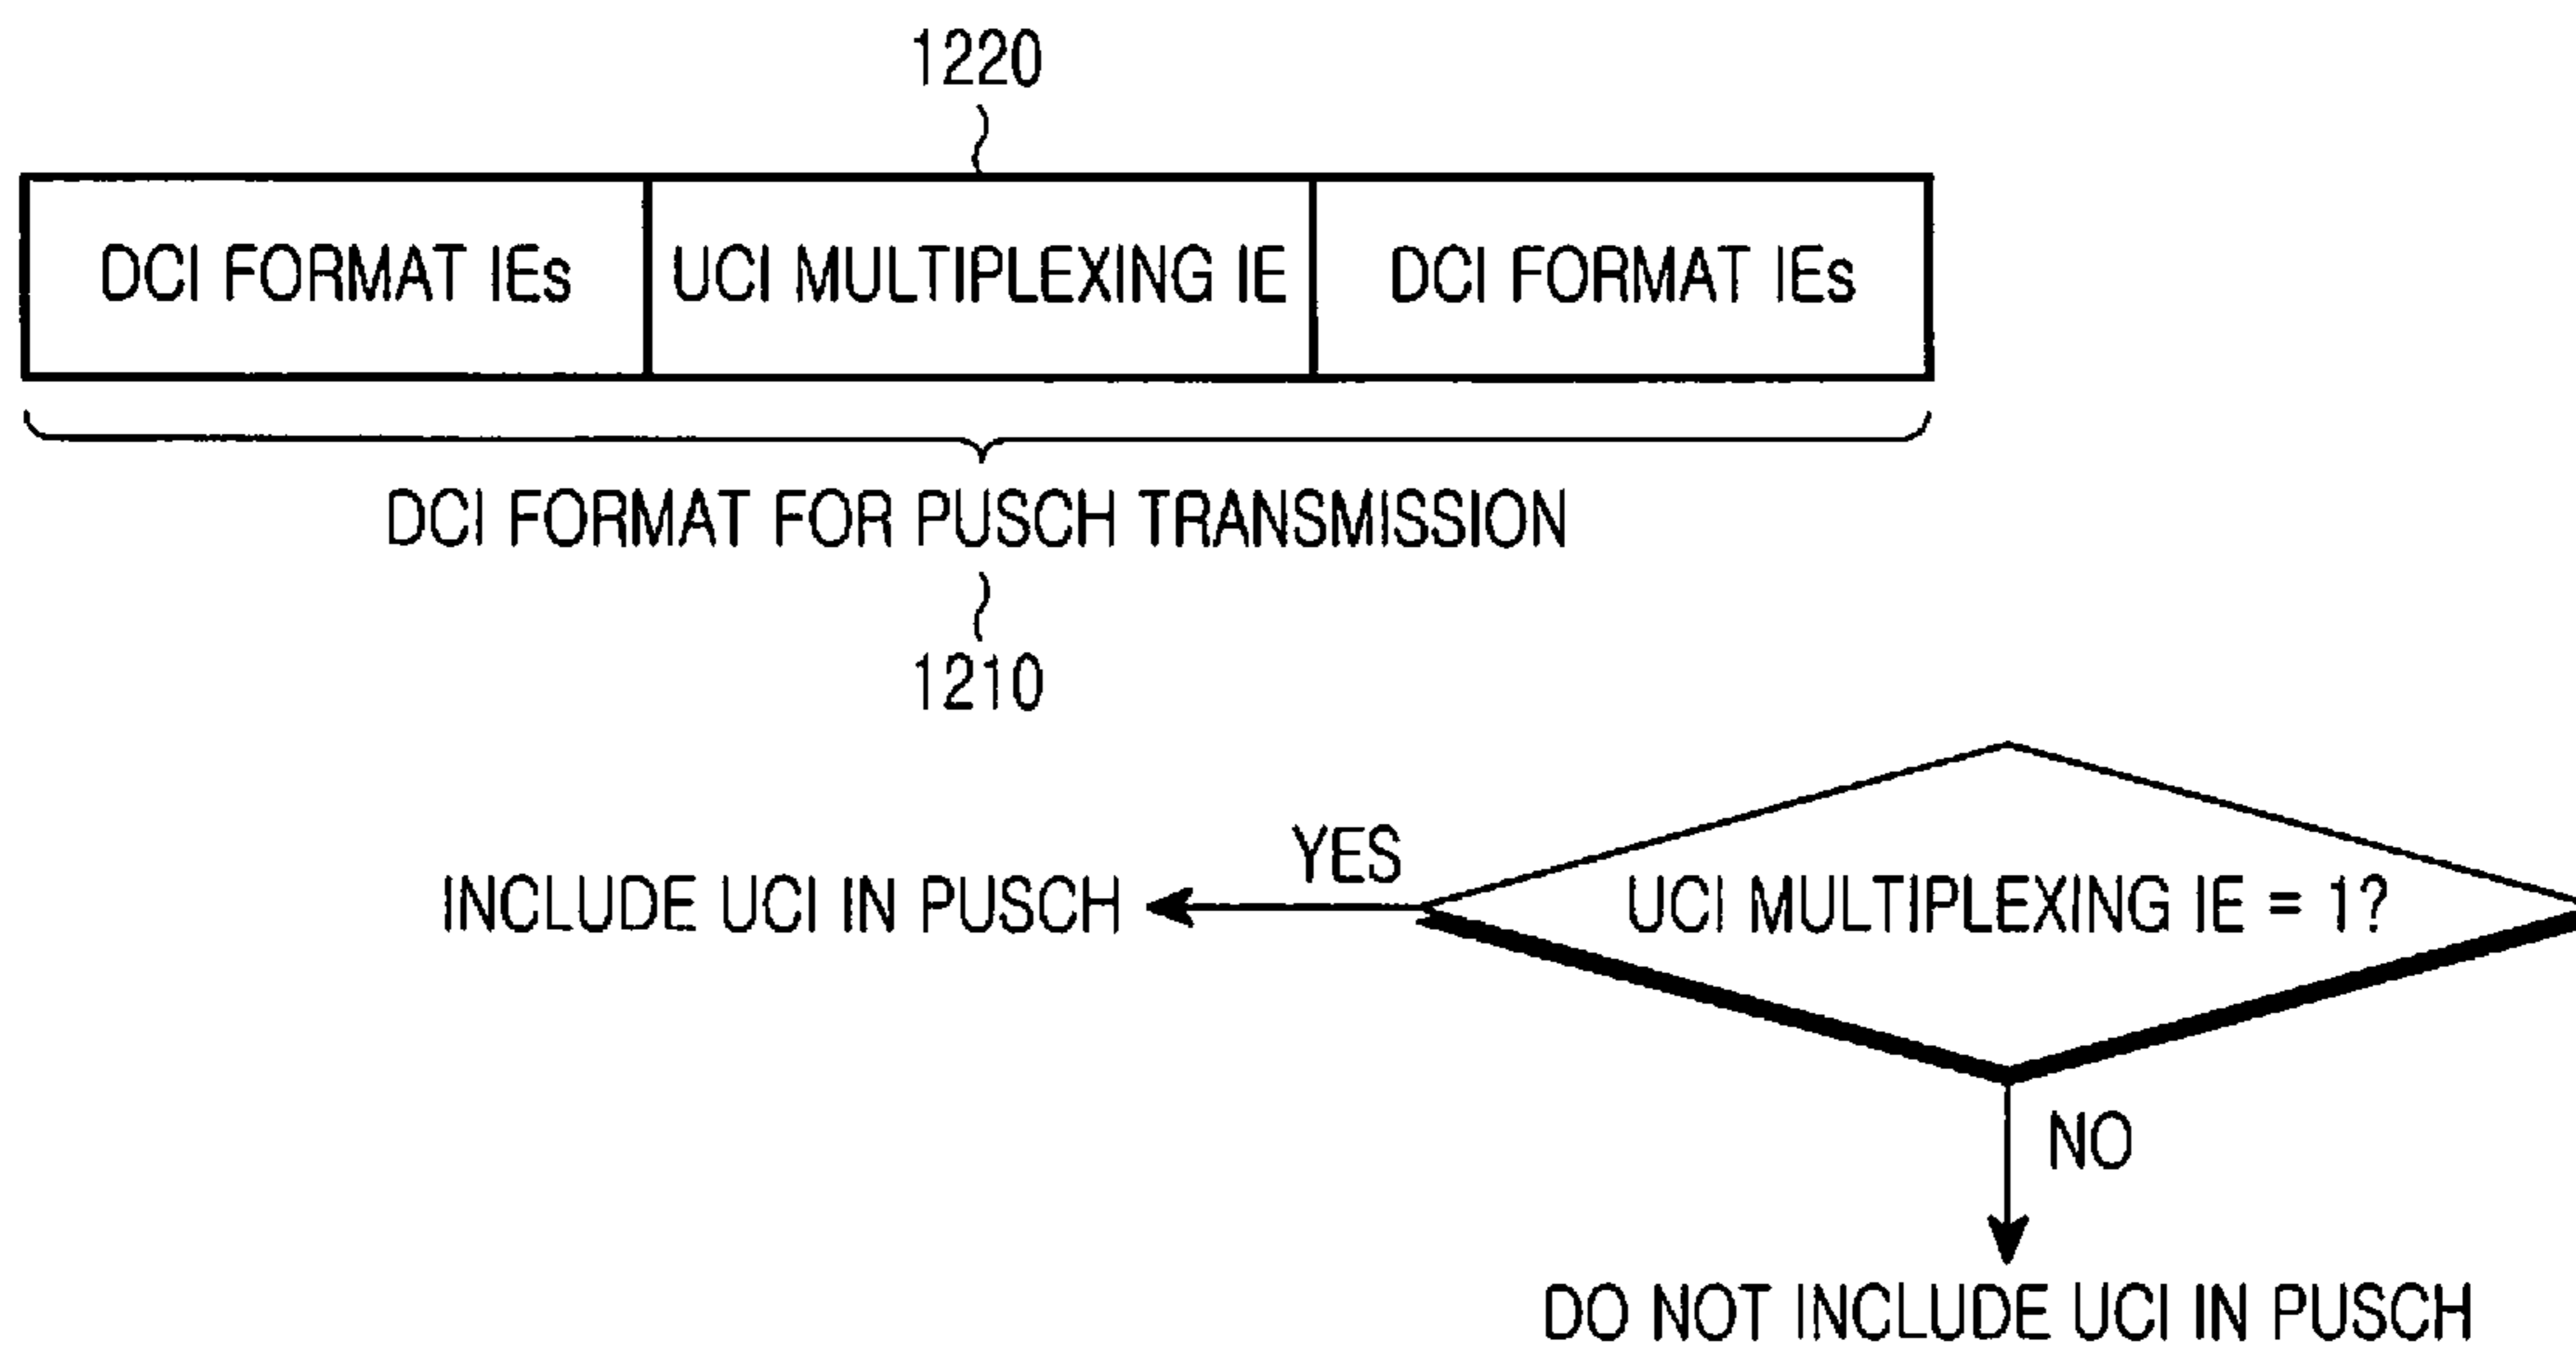 1220
DCI FORMAT IEs
UCI MULTIPLEXING IE
DCI FORMAT IEs
DCI FORMAT FOR PUSCH TRANSMISSION
1210
YES
INCLUDE UCI IN PUSCH
UCI MULTIPLEXING IE = 1?
NO
DO NOT INCLUDE UCI IN PUSCH